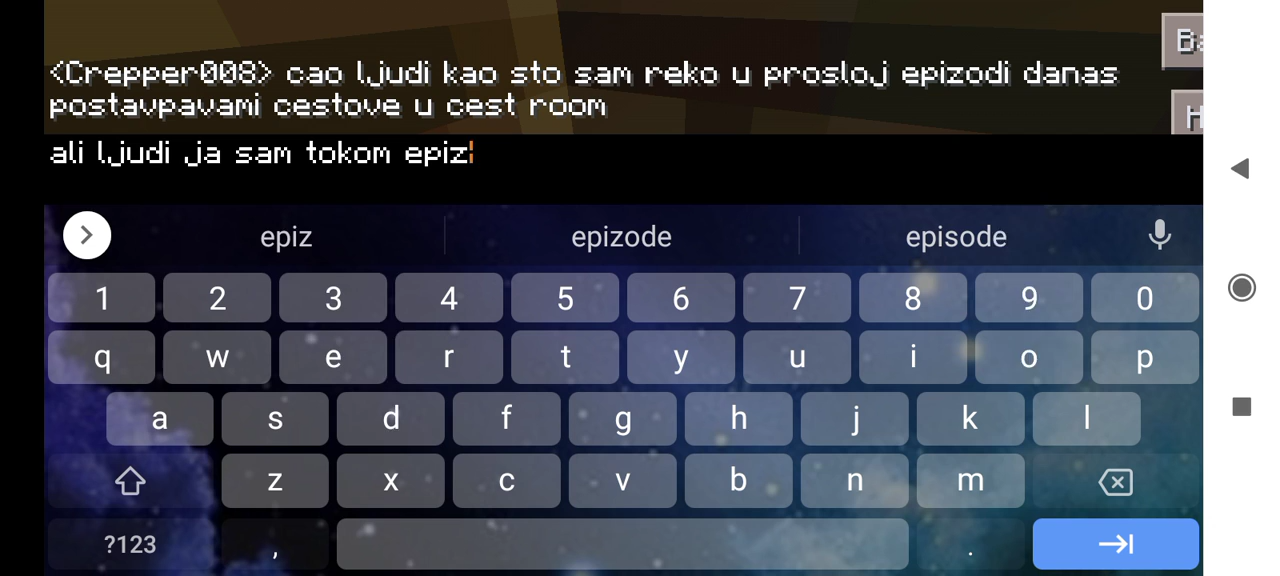 <Crepper008> cao ljudi kao sto sam reko u prosloj epizodi danas
postavpavami cestove u cest room
ali ljudi ja sam tokom epiz
epiz epizode episode
1 2 3 4 5 6 7 8 9 0
q w e r t y u i o p
a s d f g h j k l
z x c v b n m
?123 , .